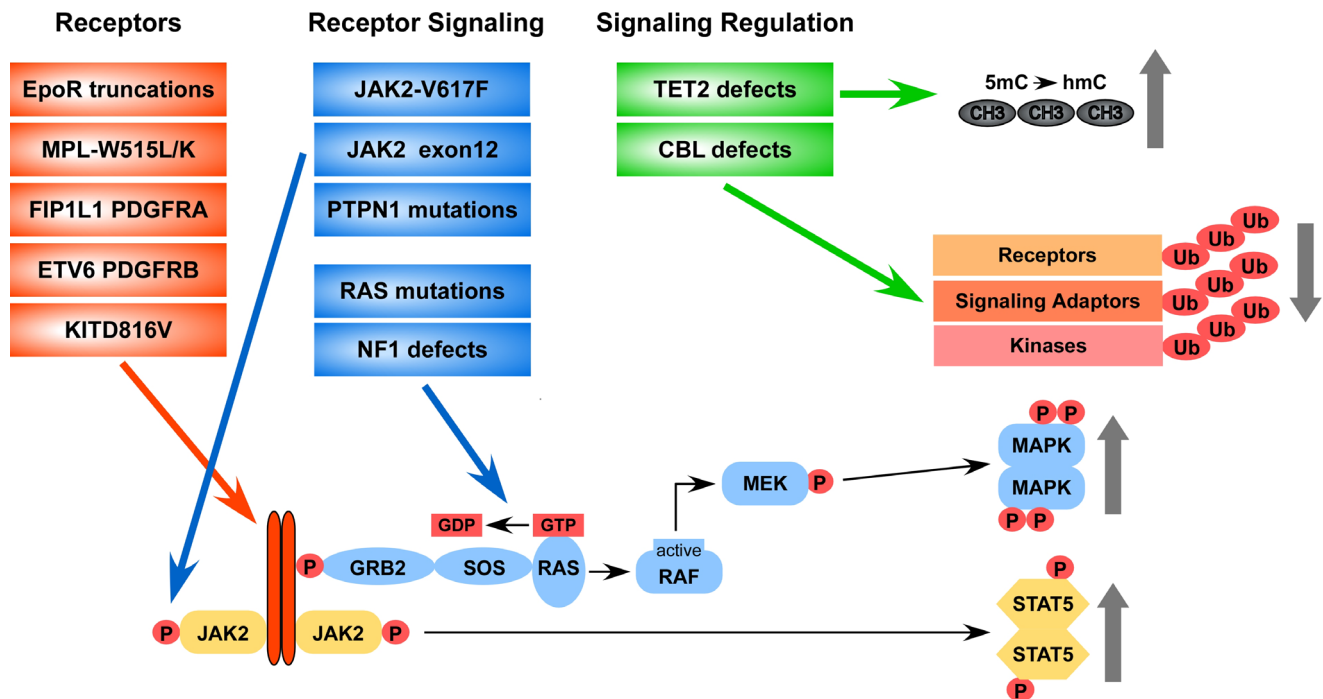 Receptors
Receptor Signaling
Signaling Regulation
EpoR truncations
MPL-W515L/K
FIP1L1 PDGFRA
ETV6 PDGFRB
KITD816V
JAK2-V617F
JAK2 exon12
PTPN1 mutations
RAS mutations
NF1 defects
TET2 defects
CBL defects
5mC hmC
CH3 CH3 CH3
Receptors
Ub Ub Ub
Signaling Adaptors
Ub Ub Ub
Kinases
Ub Ub Ub
P P
MAPK
MAPK
P P
MEK P
GDP GTP
P GRB2 SOS RAS
active
RAF
P JAK2 JAK2 P
P
STAT5
STAT5
P